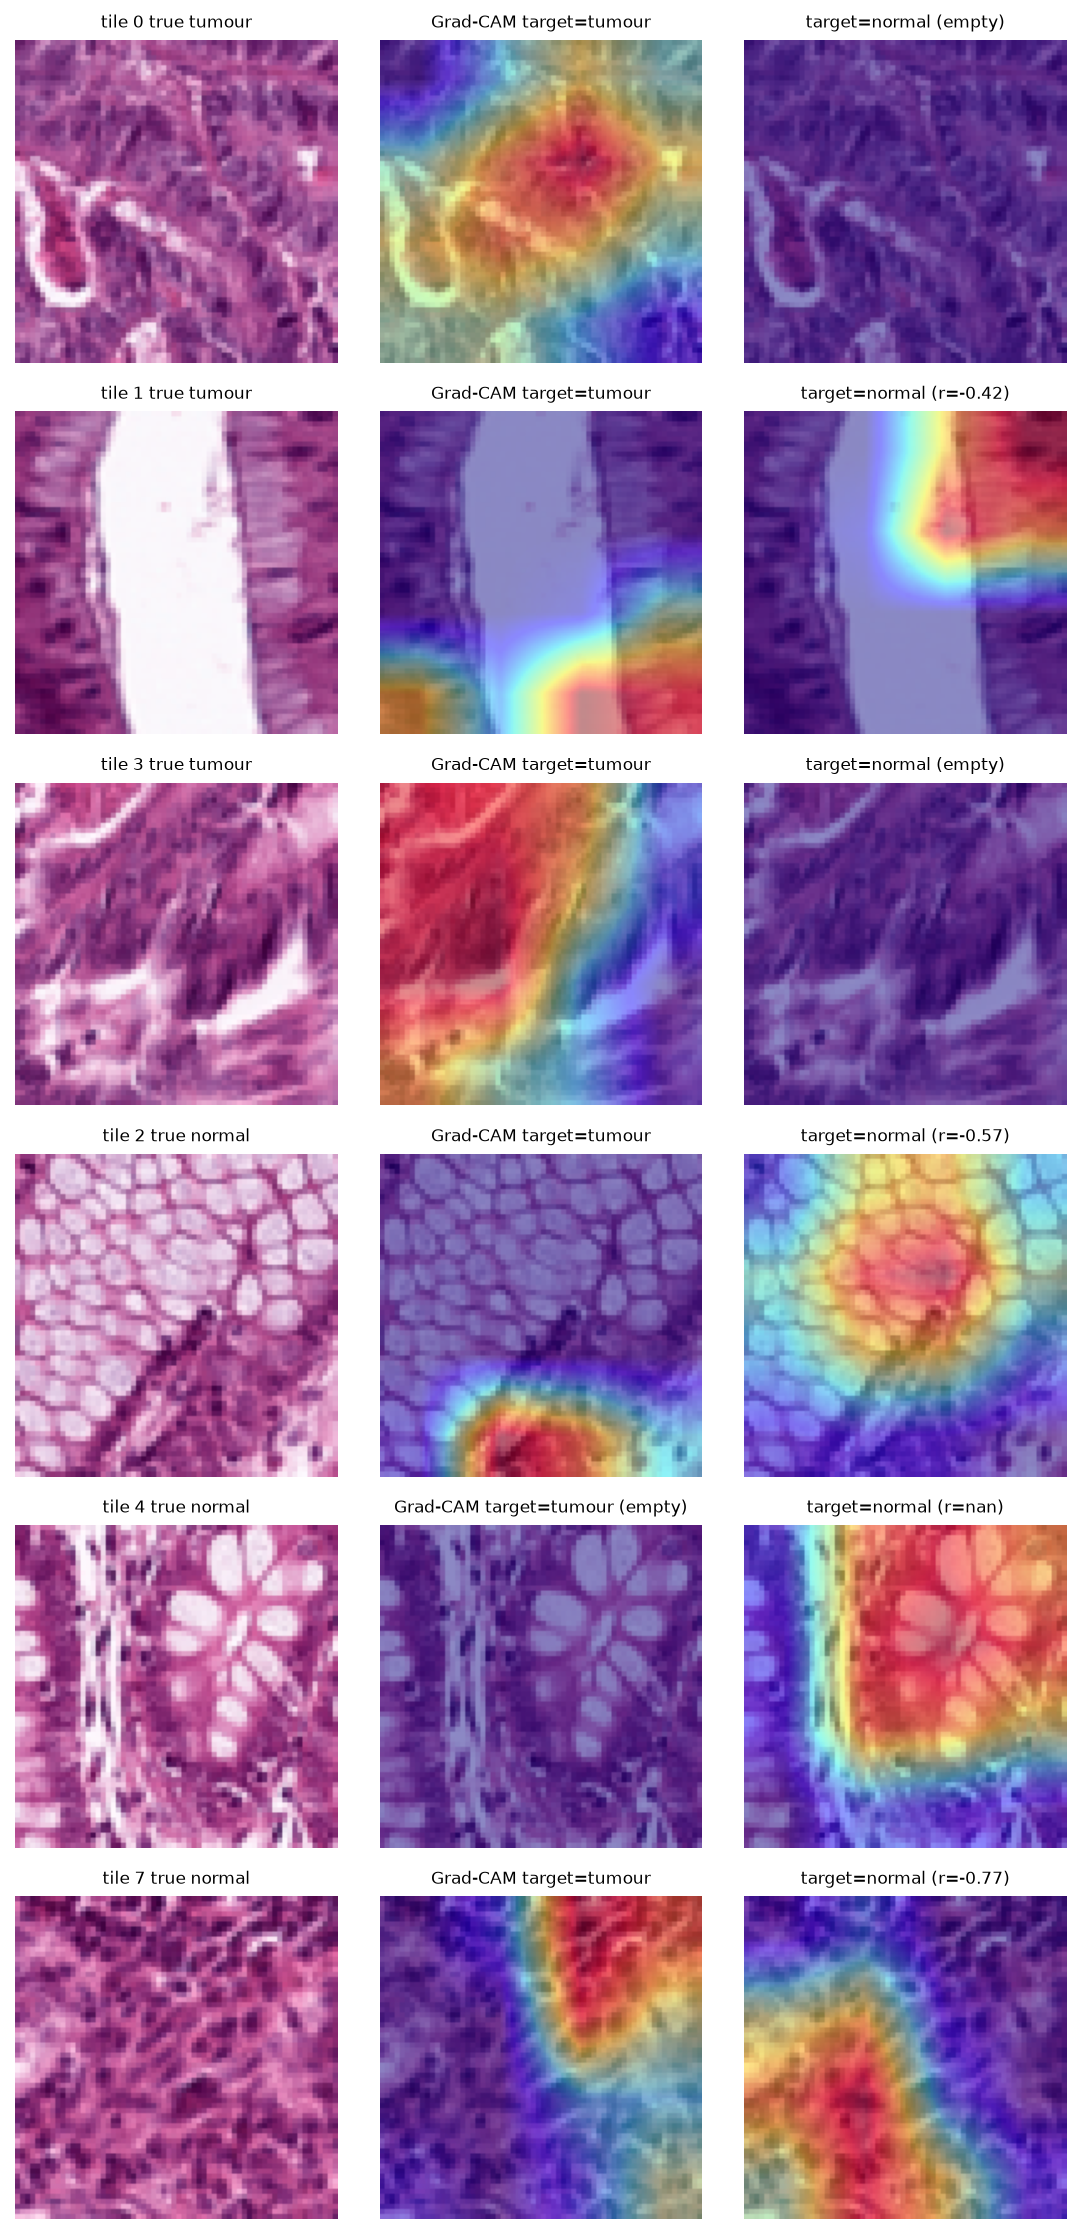 tile 0 true tumour
Grad-CAM target=tumour
target=normal (empty)
tile 1 true tumour
Grad-CAM target=tumour
target=normal (r=-0.42)
tile 3 true tumour
Grad-CAM target=tumour
target=normal (empty)
tile 2 true normal
Grad-CAM target=tumour
target=normal (r=-0.57)
tile 4 true normal
Grad-CAM target=tumour (empty)
target=normal (r=nan)
tile 7 true normal
Grad-CAM target=tumour
target=normal (r=-0.77)